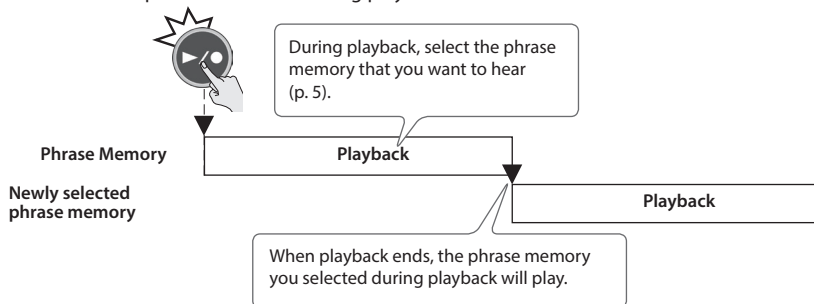 During playback, select the phrase
memory that you want to hear
(p. 5).
Phrase Memory
Playback
Newly selected
phrase memory
Playback
When playback ends, the phrase memory
you selected during playback will play.